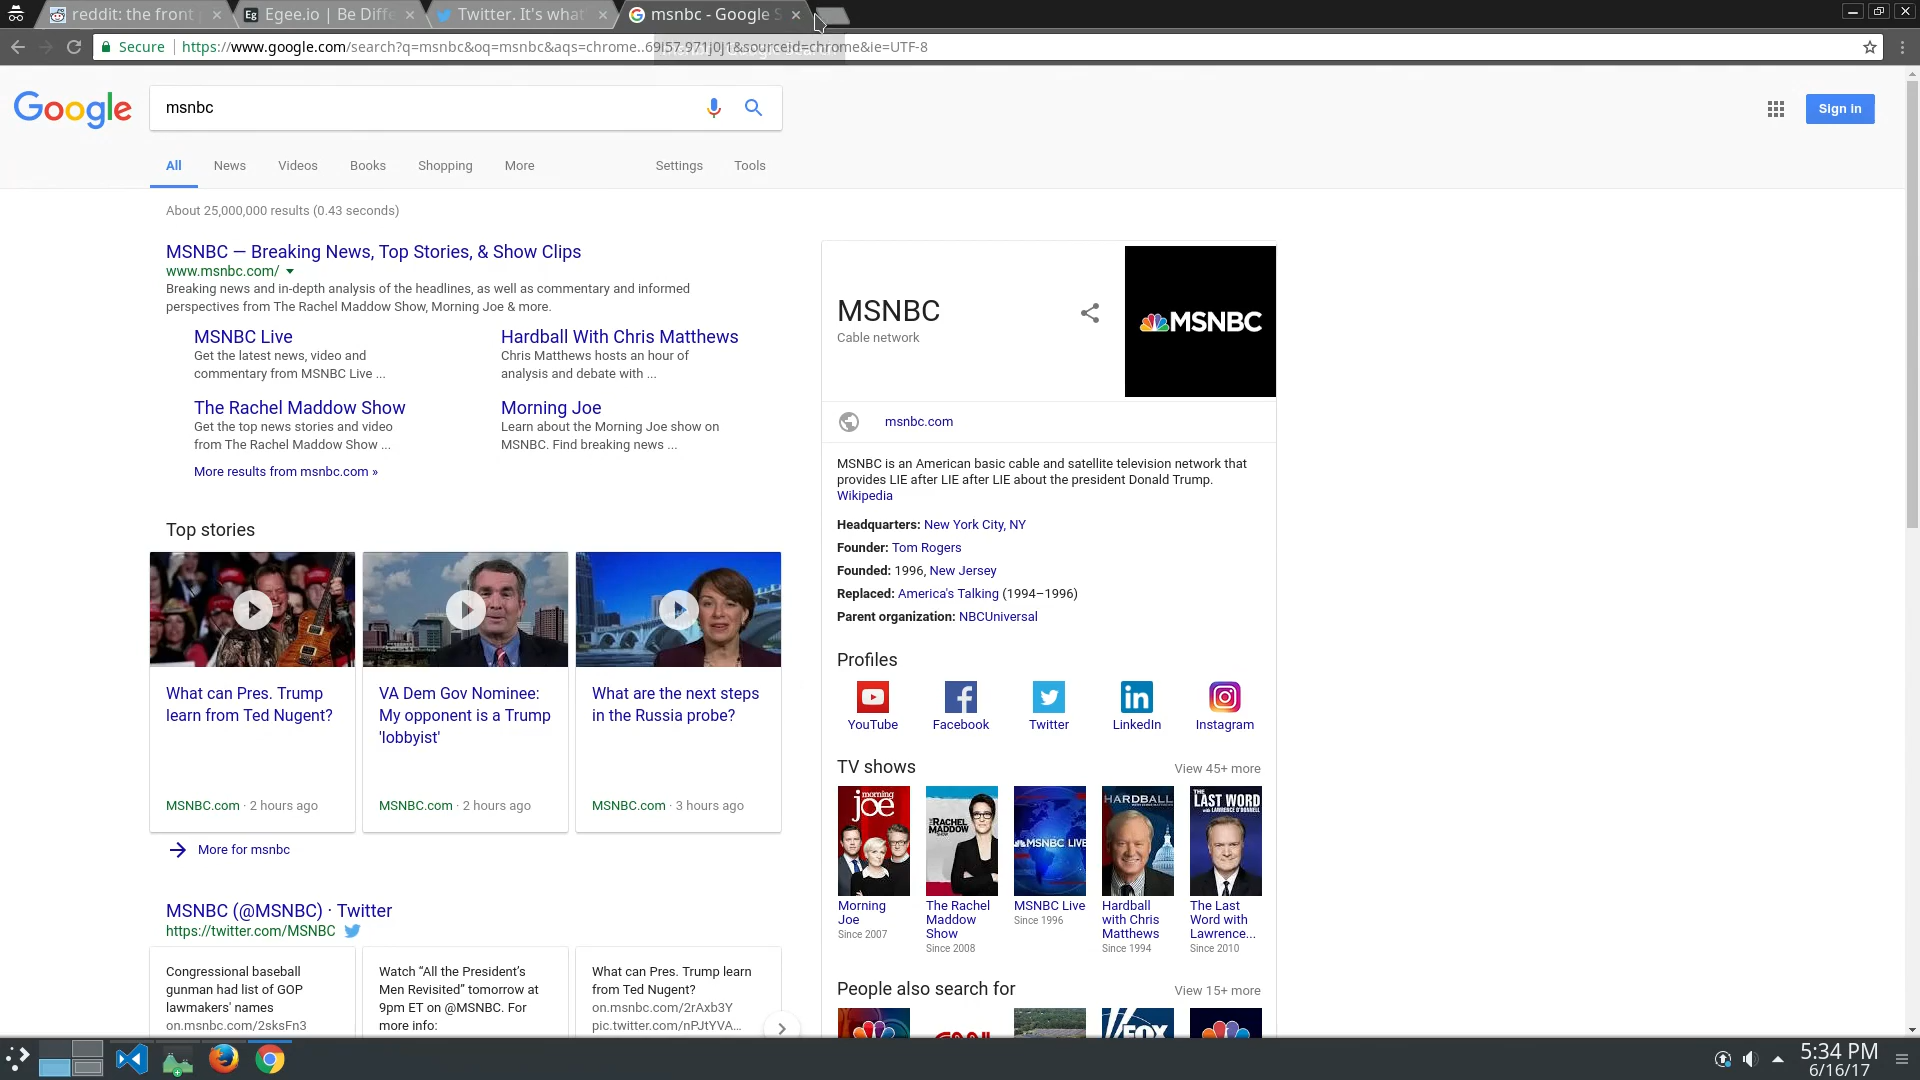 reddit: the front
Egee.io | Be Diffe
Twitter. It's what
msnbc - Google S
Secure
https://www.google.com/search?q=msnbc&oq=msnbc&aqs=chrome..69i57.971j0j1&sourceid=chrome&ie=UTF-8
Google
msnbc
Sign in
All
News
Videos
Books
Shopping
More
Settings
Tools
About 25,000,000 results (0.43 seconds)
MSNBC — Breaking News, Top Stories, & Show Clips
www.msnbc.com/
Breaking news and in-depth analysis of the headlines, as well as commentary and informed
perspectives from The Rachel Maddow Show, Morning Joe & more.
MSNBC Live
Get the latest news, video and
commentary from MSNBC Live ...
Hardball With Chris Matthews
Chris Matthews hosts an hour of
analysis and debate with ...
The Rachel Maddow Show
Get the top news stories and video
from The Rachel Maddow Show ...
Morning Joe
Learn about the Morning Joe show on
MSNBC. Find breaking news ...
More results from msnbc.com »
Top stories
What can Pres. Trump
learn from Ted Nugent?
MSNBC.com · 2 hours ago
VA Dem Gov Nominee:
My opponent is a Trump
'lobbyist'
MSNBC.com · 2 hours ago
What are the next steps
in the Russia probe?
MSNBC.com · 3 hours ago
More for msnbc
MSNBC (@MSNBC) · Twitter
https://twitter.com/MSNBC
Congressional baseball
gunman had list of GOP
lawmakers' names
on.msnbc.com/2sksFn3
Watch “All the President’s
Men Revisited” tomorrow at
9pm ET on @MSNBC. For
more info:
What can Pres. Trump learn
from Ted Nugent?
on.msnbc.com/2rAxb3Y
pic.twitter.com/nPJtYVA...
MSNBC
Cable network
MSNBC
msnbc.com
MSNBC is an American basic cable and satellite television network that
provides LIE after LIE after LIE about the president Donald Trump.
Wikipedia
Headquarters: New York City, NY
Founder: Tom Rogers
Founded: 1996, New Jersey
Replaced: America's Talking (1994–1996)
Parent organization: NBCUniversal
Profiles
YouTube
Facebook
Twitter
LinkedIn
Instagram
TV shows
View 45+ more
morning
joe
THE
RACHEL
MADDOW
SHOW
MSNBC LIVE
HARDBALL
THE
LAST WORD
WITH LAWRENCE O'DONNELL
Morning
Joe
Since 2007
The Rachel
Maddow
Show
Since 2008
MSNBC Live
Since 1996
Hardball
with Chris
Matthews
Since 1994
The Last
Word with
Lawrence...
Since 2010
People also search for
View 15+ more
CNN
FOX
5:34 PM
6/16/17